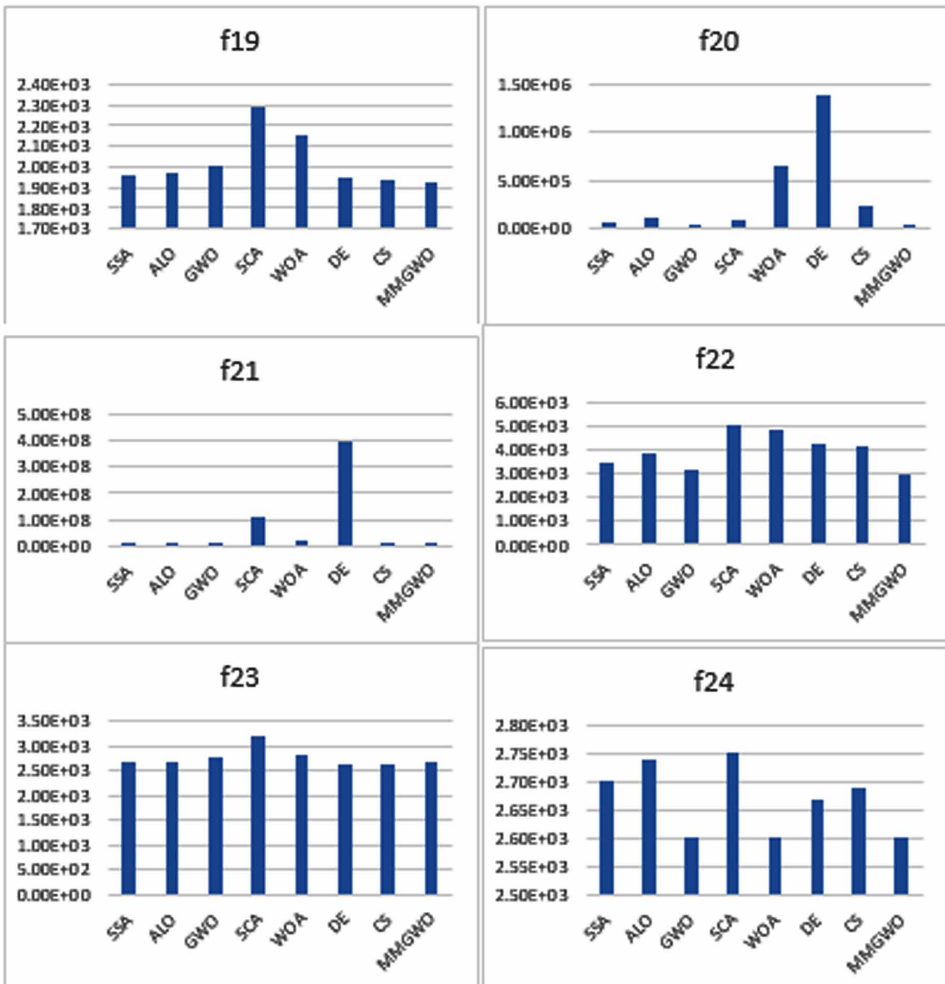 f19
2.40E+03
2.30E+03
2.20E+03
2.10E+03
2.00E+03
1.90E+03
1.80E+03
1.70E+03
SSA
ALO
GWO
SCA
WOA
DE
CS
MMGWO
f20
1.50E+06
1.00E+06
5.00E+05
0.00E+00
SSA
ALO
GWO
SCA
WOA
DE
CS
MMGWO
f21
5.00E+08
4.00E+08
3.00E+08
2.00E+08
1.00E+08
0.00E+00
SSA
ALO
GWO
SCA
WOA
DE
CS
MMGWO
f22
6.00E+03
5.00E+03
4.00E+03
3.00E+03
2.00E+03
1.00E+03
0.00E+00
SSA
ALO
GWO
SCA
WOA
DE
CS
MMGWO
f23
3.50E+03
3.00E+03
2.50E+03
2.00E+03
1.50E+03
1.00E+03
5.00E+02
0.00E+00
SSA
ALO
GWO
SCA
WOA
DE
CS
MMGWO
f24
2.80E+03
2.75E+03
2.70E+03
2.65E+03
2.60E+03
2.55E+03
2.50E+03
SSA
ALO
GWO
SCA
WOA
DE
CS
MMGWO